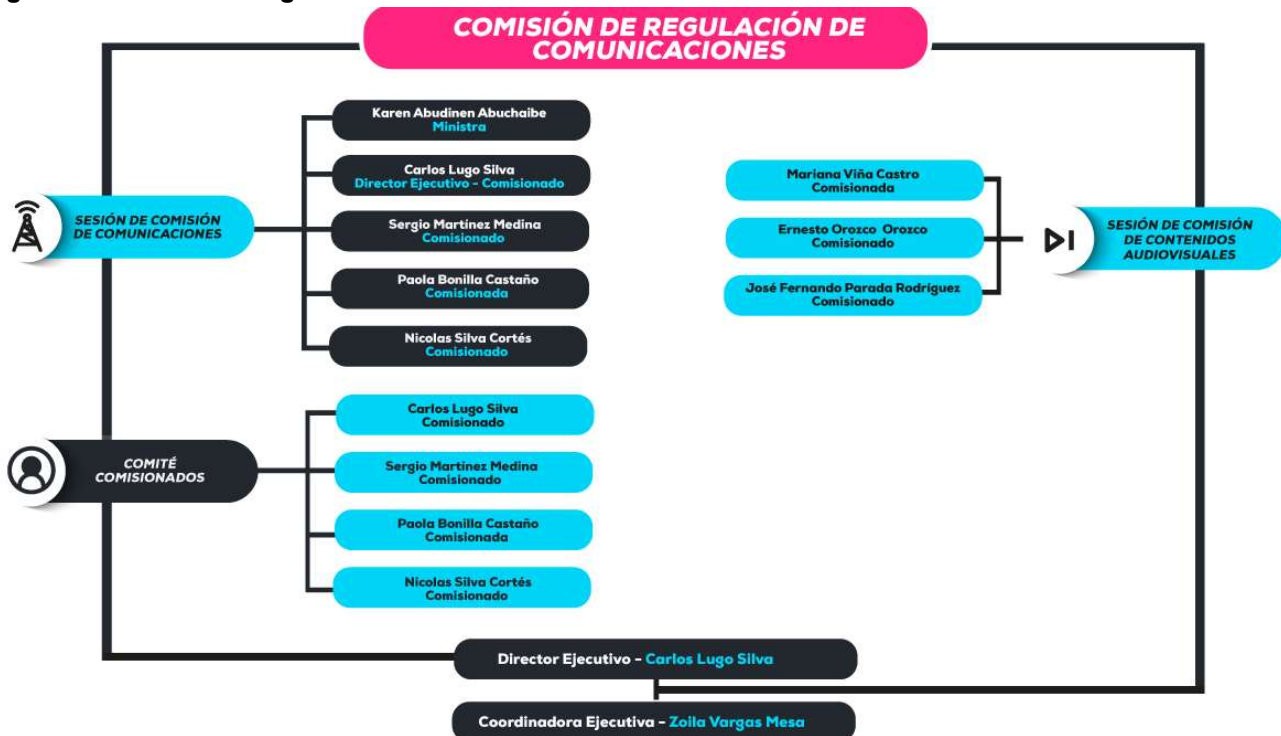 COMISIÓN DE REGULACIÓN DE
COMUNICACIONES
SESIÓN DE COMISIÓN
DE COMUNICACIONES
Karen Abudinen Abuchaibe
Ministra
Carlos Lugo Silva
Director Ejecutivo - Comisionado
Sergio Martínez Medina
Comisionado
Paola Bonilla Castaño
Comisionada
Nicolas Silva Cortés
Comisionado
Mariana Viña Castro
Comisionada
Ernesto Orozco Orozco
Comisionado
José Fernando Parada Rodríguez
Comisionado
SESIÓN DE COMISIÓN
DE CONTENIDOS
AUDIOVISUALES
COMITÉ
COMISIONADOS
Carlos Lugo Silva
Comisionado
Sergio Martínez Medina
Comisionado
Paola Bonilla Castaño
Comisionada
Nicolas Silva Cortés
Comisionado
Director Ejecutivo - Carlos Lugo Silva
Coordinadora Ejecutiva - Zoila Vargas Mesa